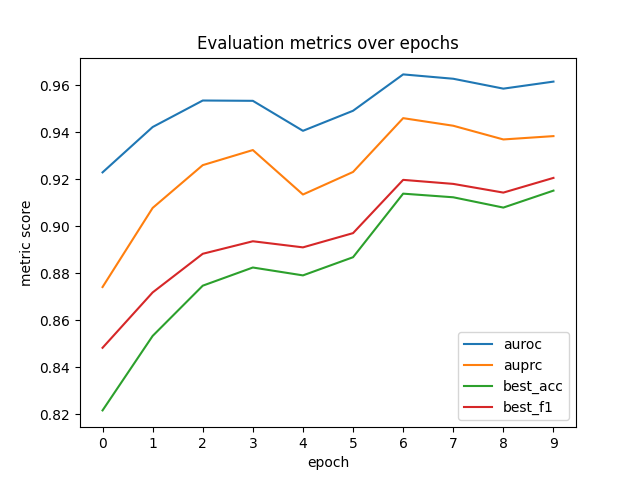 Evaluation metrics over epochs
metric score
0.96
0.94
0.92
0.90
0.88
0.86
0.84
0.82
auroc
auprc
best_acc
best_f1
0 1 2 3 4 5 6 7 8 9
epoch